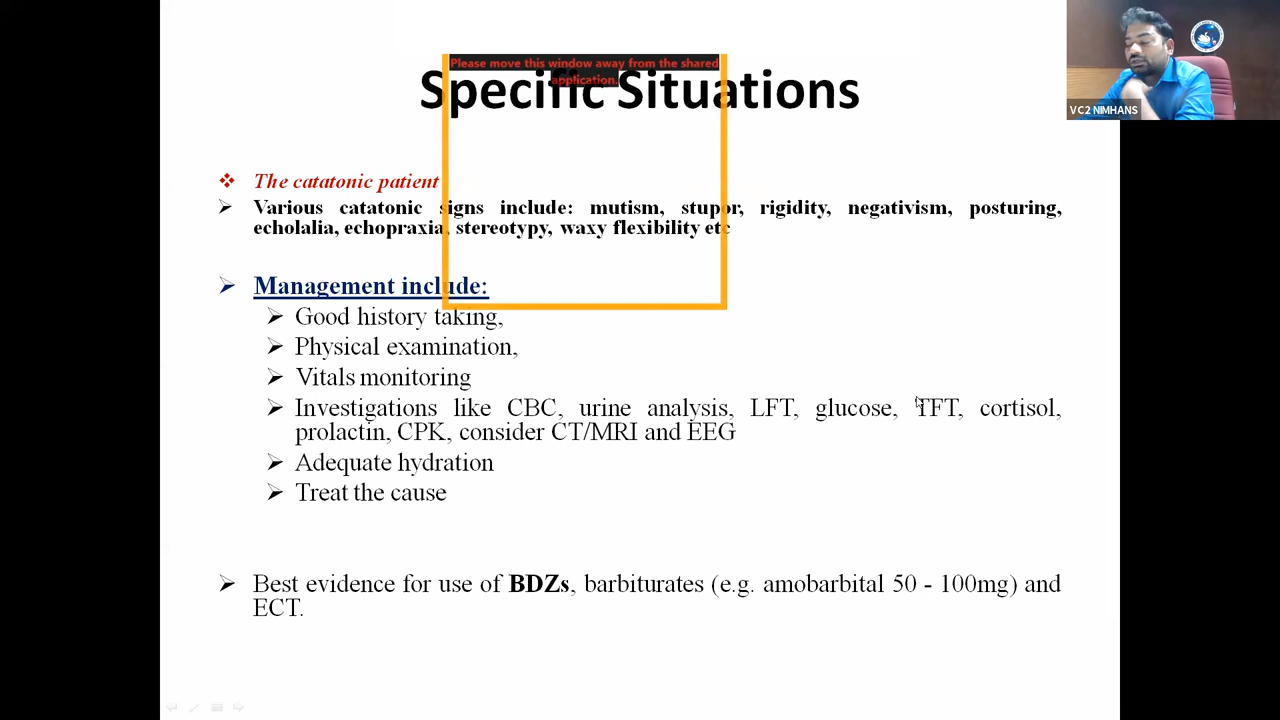 Please move this window away from the shared
application.
Specific Situations
VC2 NIMHANS
The catatonic patient
Various catatonic signs include: mutism, stupor, rigidity, negativism, posturing,
echolalia, echopraxia, stereotypy, waxy flexibility etc
Management include:
Good history taking,
Physical examination,
Vitals monitoring
Investigations like CBC, urine analysis, LFT, glucose, TFT, cortisol,
prolactin, CPK, consider CT/MRI and EEG
Adequate hydration
Treat the cause
Best evidence for use of BDZs, barbiturates (e.g. amobarbital 50 - 100mg) and
ECT.